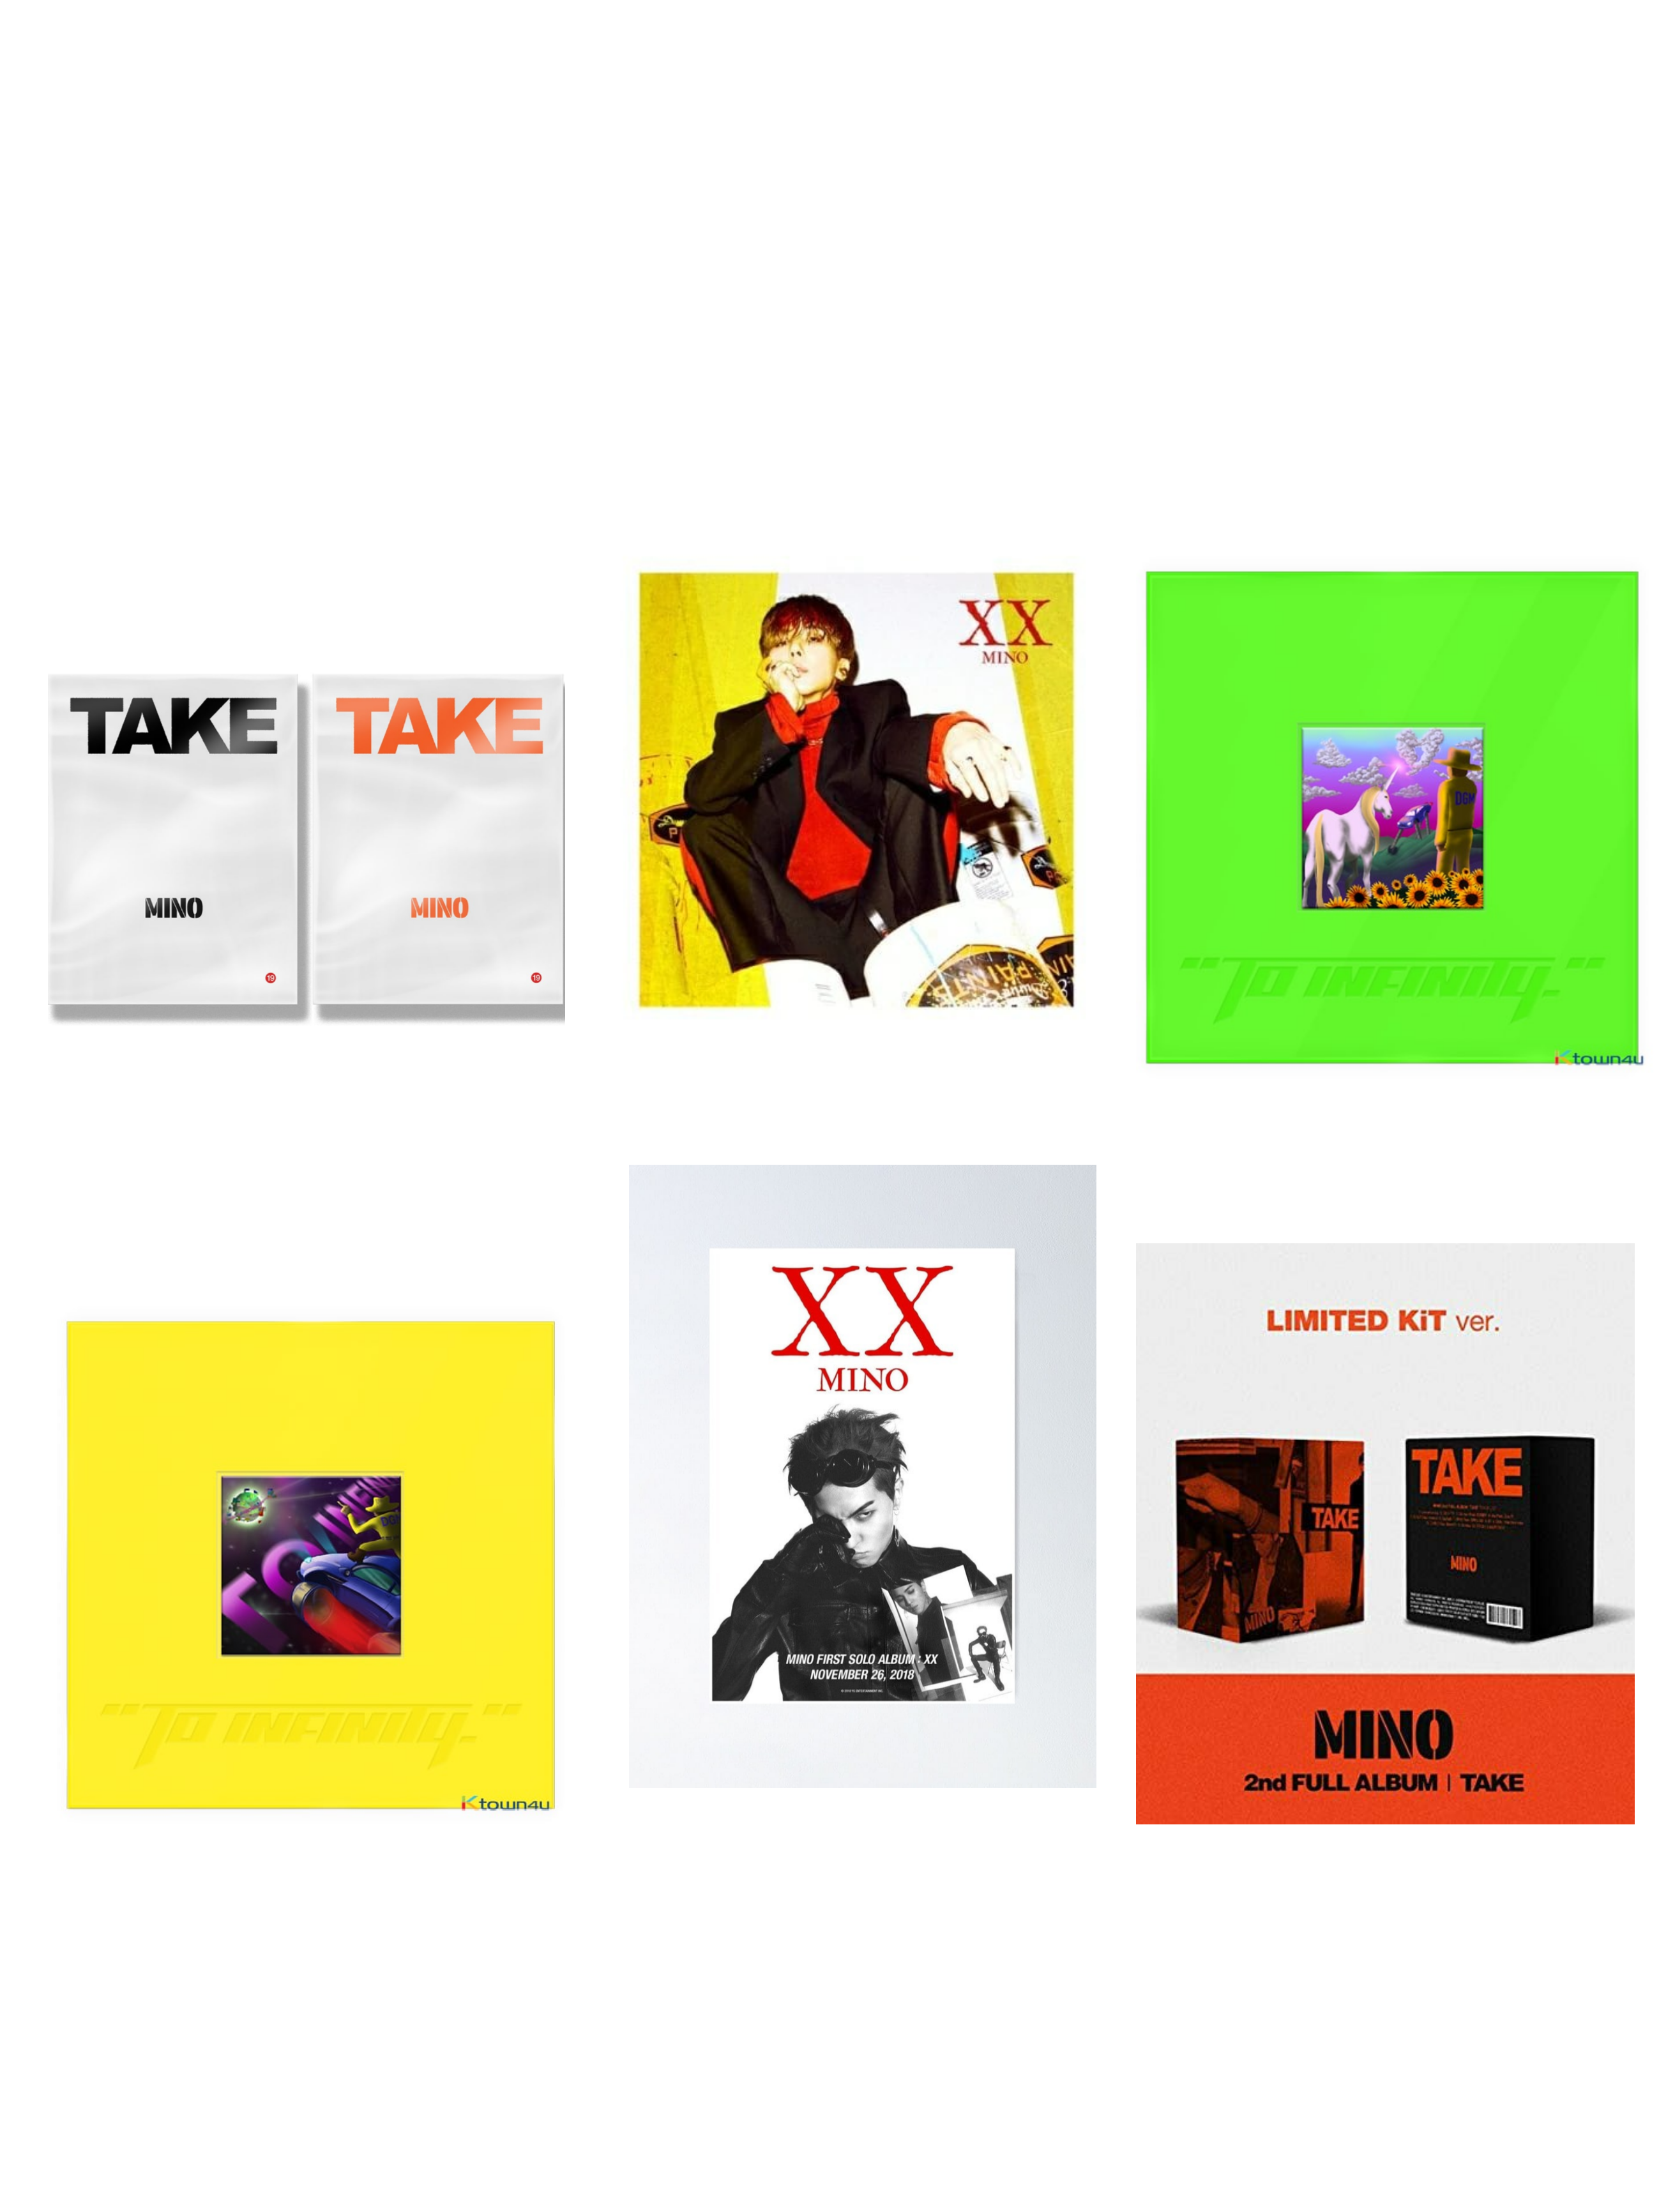 TAKE
MINO
19
TAKE
MINO
19
XX
MINO
DGM
"TO INFINITY."
Ktown4u
"TO INFINITY."
Ktown4u
XX
MINO
MINO FIRST SOLO ALBUM : XX
NOVEMBER 26, 2018
LIMITED KiT ver.
TAKE
MINO
TAKE
MINO
MINO
2nd FULL ALBUM | TAKE